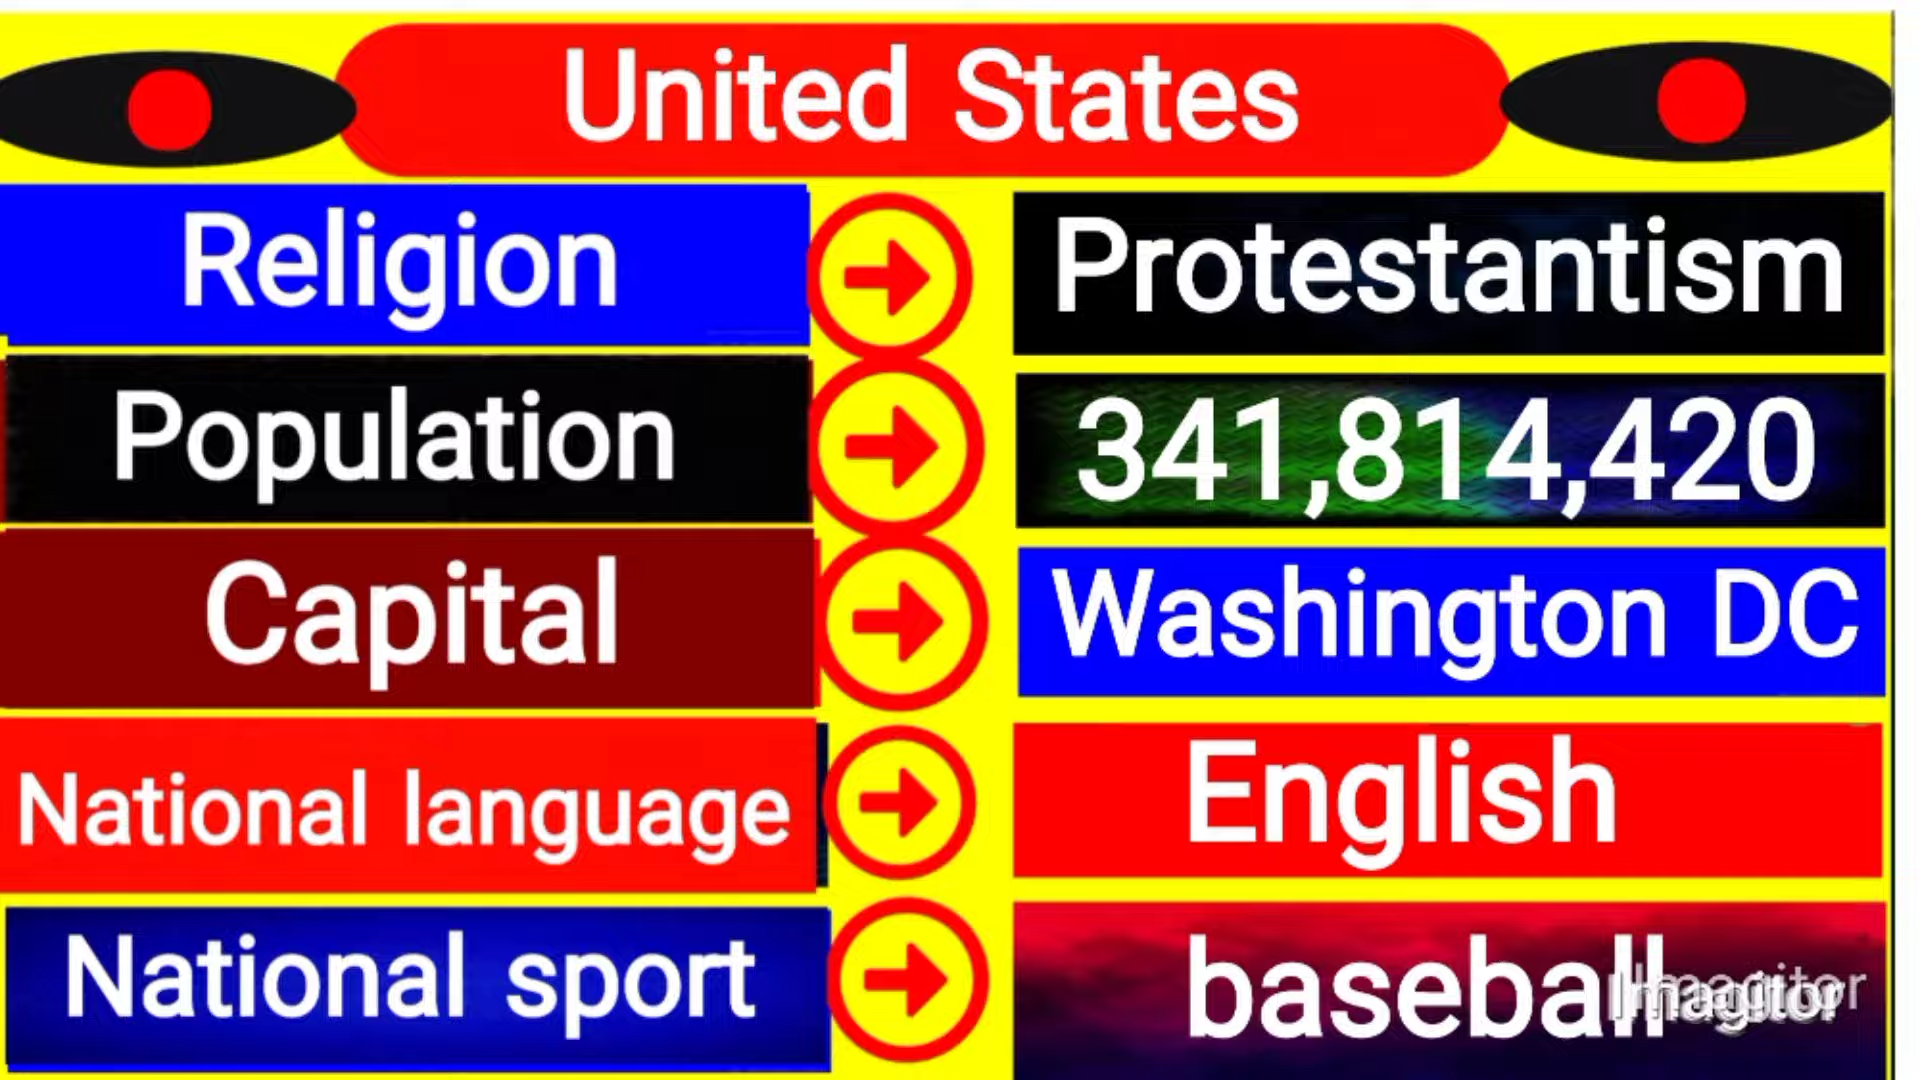 United States
Religion
Protestantism
Population
341,814,420
Capital
Washington DC
National language
English
National sport
baseball
Imagitor